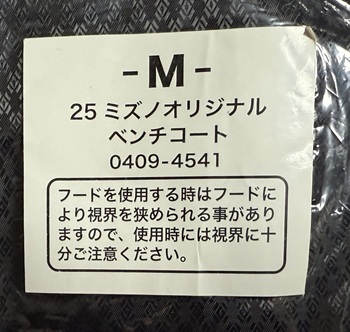 -M-
25 ミズノオリジナル
ベンチコート
0409-4541
フードを使用する時はフードに
より視界を狭められる事があり
ますので、使用時には視界に十
分ご注意ください。